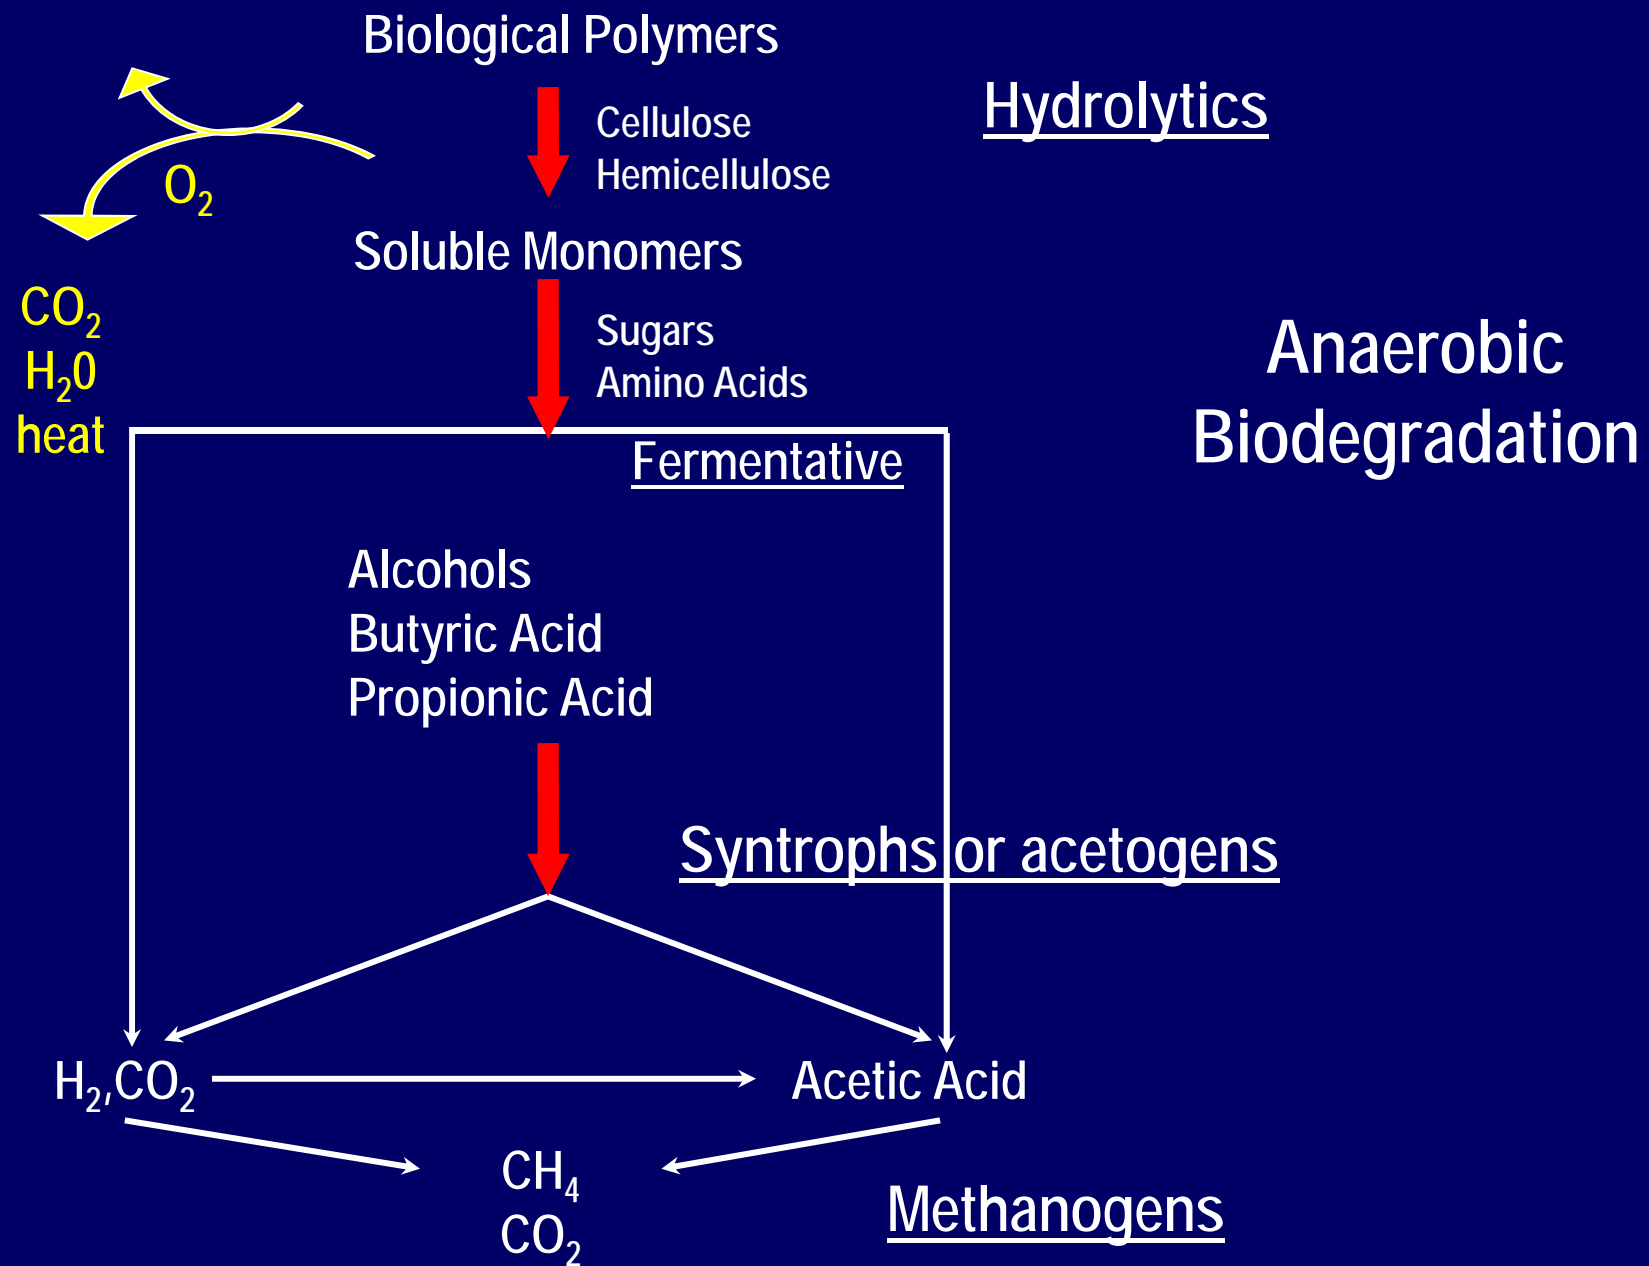 Biological Polymers
Hydrolytics
Cellulose
Hemicellulose
O₂
Soluble Monomers
CO₂
H₂0
heat
Sugars
Amino Acids
Anaerobic
Biodegradation
Fermentative
Alcohols
Butyric Acid
Propionic Acid
Syntrophs or acetogens
H₂,CO₂
Acetic Acid
CH₄
CO₂
Methanogens